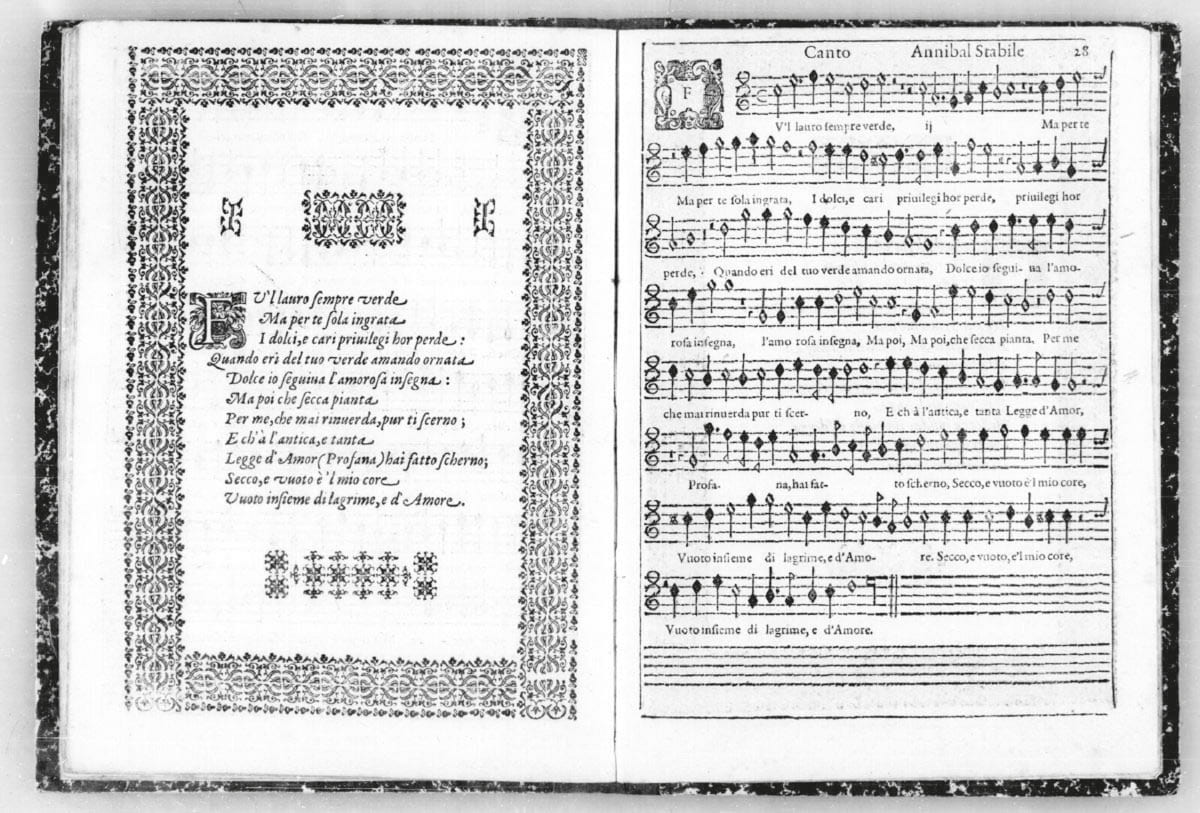 FV'l lauro sempre verde
Ma per te sola ingrata
I dolci, e cari priuilegi hor perde :
Quando eri del tuo verde amando ornata
Dolce io seguiua l'amorosa insegna :
Ma poi che secca pianta
Per me, che mai rinuerda, pur ti scerno ;
E ch'à l'antica, e tanta
Legge d'Amor (Profana) hai fatto scherno;
Secco, e vuoto è'l mio core
Vuoto insieme di lagrime, e d'Amore.
Canto Annibal Stabile 28
FV'l lauro sempre verde, ij Ma per te
Ma per te sola ingrata, I dolci, e cari priuilegi hor perde, priuilegi hor
perde, : Quando eri del tuo verde amando ornata, Dolce io segui- ua l'amo-
rosa insegna, l'amo rosa insegna, Ma poi, Ma poi, che secca pianta, Per me
che mai rinuerda pur ti scer- no, E ch à l'antica, e tanta Legge d'Amor,
Profa- na, hai fat- to scherno, Secco, e vuoto è'l mio core,
Vuoto insieme di lagrime, e d'Amo- re. Secco, e vuoto, e'l mio core,
Vuoto insieme di lagrime, e d'Amore.